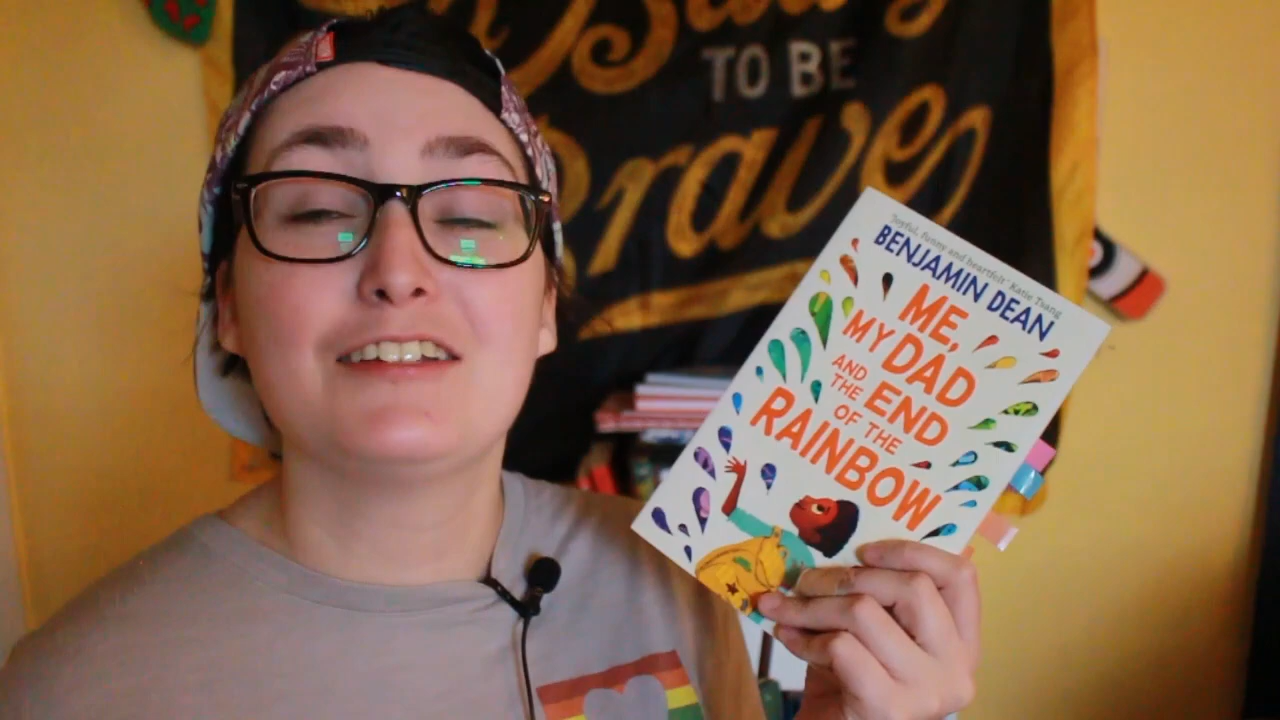 TO BE
Brave
'Joyful, funny and heartfelt' Katie Tsang
BENJAMIN DEAN
ME,
MY DAD
AND
THE END
OF THE
RAINBOW